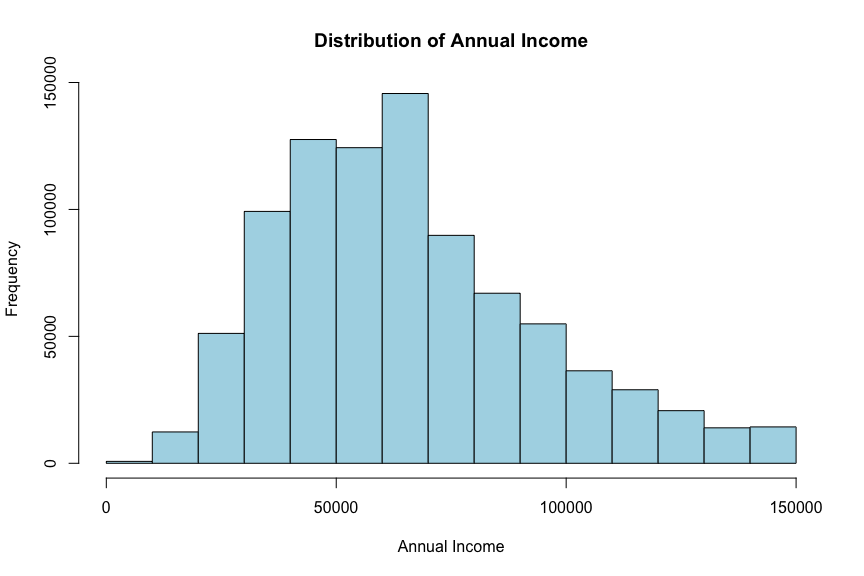 Distribution of Annual Income
Frequency
150000
100000
50000
0
0 50000 100000 150000
Annual Income